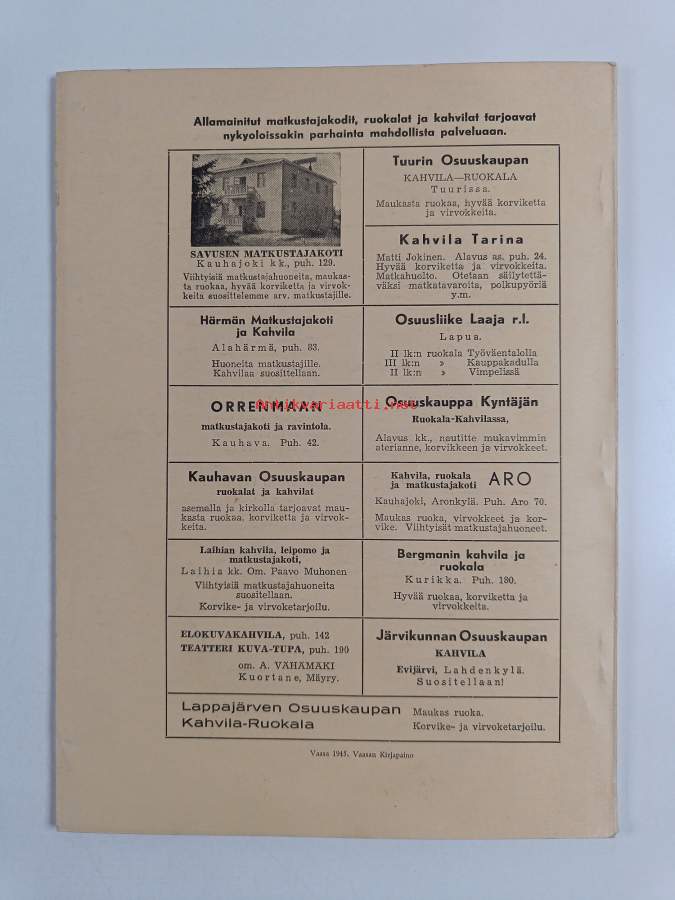 Allamainitut matkustajakodit, ruokalat ja kahvilat tarjoavat
nykyoloissakin parhainta mahdollista palveluaan.
SAVUSEN MATKUSTAJAKOTI
Kauhajoki kk., puh. 129.
Viihtyisiä matkustajahuoneita, maukas-
ta ruokaa, hyvää korviketta ja virvok-
keita suosittelemme arv. matkustajille.
Tuurin Osuuskaupan
KAHVILA—RUOKALA
Tuurissa.
Maukasta ruokaa, hyvää korviketta
ja virvokkeita.
Kahvila Tarina
Matti Jokinen. Alavus as. puh. 24.
Hyvää korviketta ja virvokkeita.
Matkahuolto. Otetaan säilytettä-
väksi matkatavaroita, polkupyöriä
y.m.
Härmän Matkustajakoti
ja Kahvila
Alahärmä, puh. 83.
Huoneita matkustajille.
Kahvilaa suositellaan.
Osuusliike Laaja r.l.
Lapua.
II lk:n ruokala Työväentalolla
III lk:n » Kauppakadulla
II lk:n » Vimpelissä
ORRENMAAN
matkustajakoti ja ravintola.
Kauhava. Puh. 42.
Antikvariaatti.net
Osuuskauppa Kyntäjän
Ruokala-Kahvilassa,
Alavus kk., nautitte mukavimmin
aterianne, korvikkeen ja virvokkeet.
Kauhavan Osuuskaupan
ruokalat ja kahvilat
asemalla ja kirkolla tarjoavat mau-
kasta ruokaa, korviketta ja virvok-
keita.
Kahvila, ruokala
ja matkustajakoti ARO
Kauhajoki, Aronkylä. Puh. Aro 70.
Maukas ruoka, virvokkeet ja kor-
vike. Viihtyisät matkustajahuoneet.
Laihian kahvila, leipomo ja
matkustajakoti,
Laihia kk. Om. Paavo Muhonen
Viihtyisiä matkustajahuoneita
suositellaan.
Korvike- ja virvoketarjoilu.
Bergmanin kahvila ja
ruokala
Kurikka. Puh. 180.
Hyvää ruokaa, korviketta ja
virvokkeita.
ELOKUVAKAHVILA, puh. 142
TEATTERI KUVA-TUPA, puh. 190
om. A. VÄHÄMÄKI
Kuortane, Mäyry.
Järvikunnan Osuuskaupan
KAHVILA
Evijärvi, Lahdenkylä.
Suositellaan!
Lappajärven Osuuskaupan
Kahvila-Ruokala
Maukas ruoka.
Korvike- ja virvoketarjoilu.
Vaasa 1945. Vaasan Kirjapaino